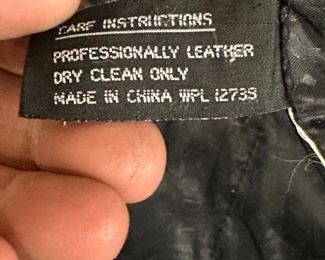 CARE INSTRUCTIONS
PROFESSIONALLY LEATHER
DRY CLEAN ONLY
MADE IN CHINA WPL 12735